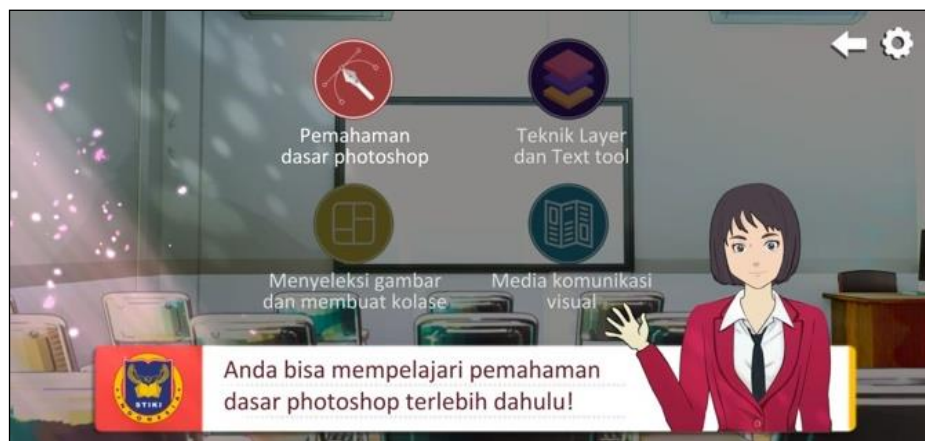 Pemahaman
dasar photoshop
Teknik Layer
dan Text tool
Menyeleksi gambar
dan membuat kolase
Media komunikasi
visual
STIKI
INDONESIA
Anda bisa mempelajari pemahaman
dasar photoshop terlebih dahulu!